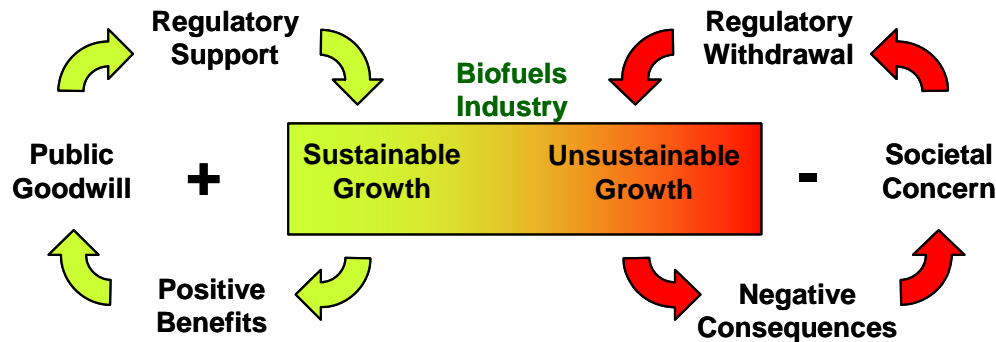 Regulatory
Support
Regulatory
Withdrawal
Biofuels
Industry
Public
Goodwill
+
Sustainable
Growth
Unsustainable
Growth
-
Societal
Concern
Positive
Benefits
Negative
Consequences